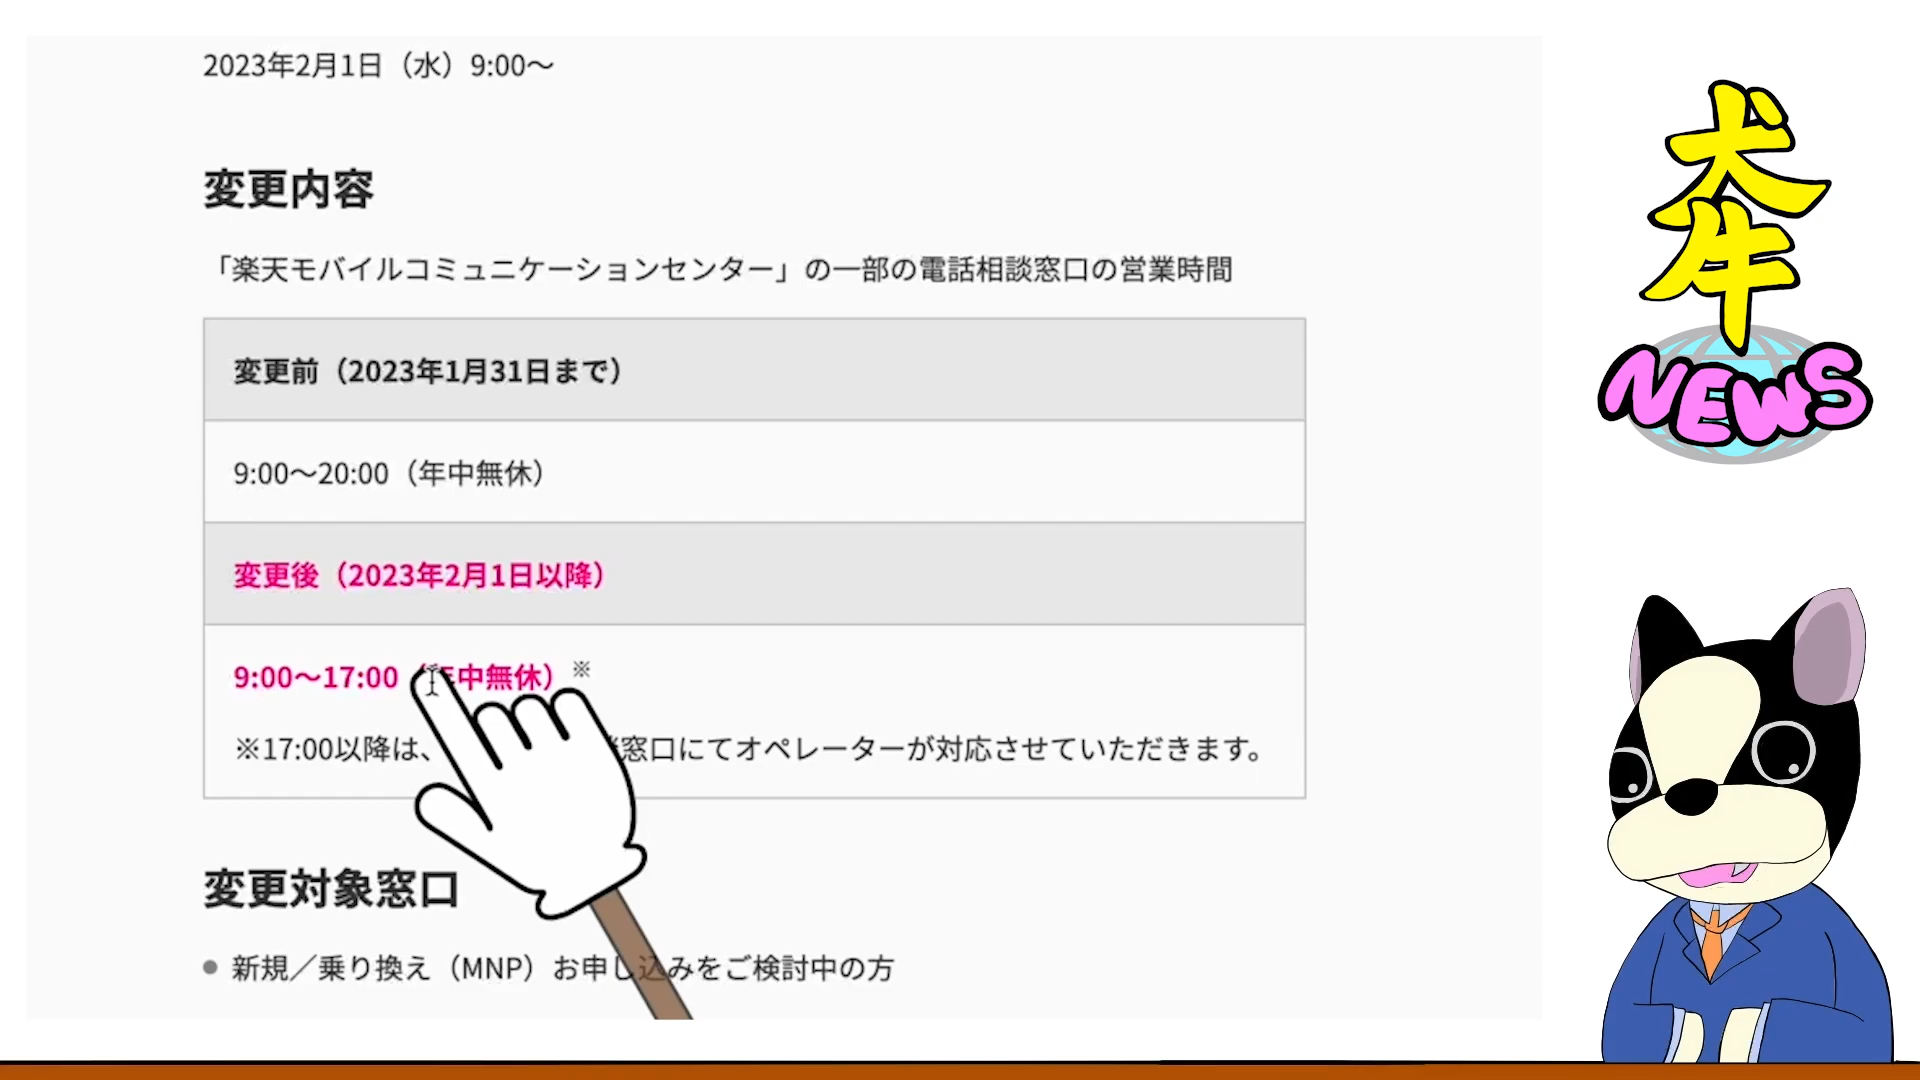 2023年2月1日（水）9:00～
変更内容
「楽天モバイルコミュニケーションセンター」の一部の電話相談窓口の営業時間
変更前（2023年1月31日まで）
9:00～20:00（年中無休）
変更後（2023年2月1日以降）
9:00～17:00（年中無休）※
※17:00以降は、窓口にてオペレーターが対応させていただきます。
変更対象窓口
新規／乗り換え（MNP）お申し込みをご検討中の方
犬牛
NEWS